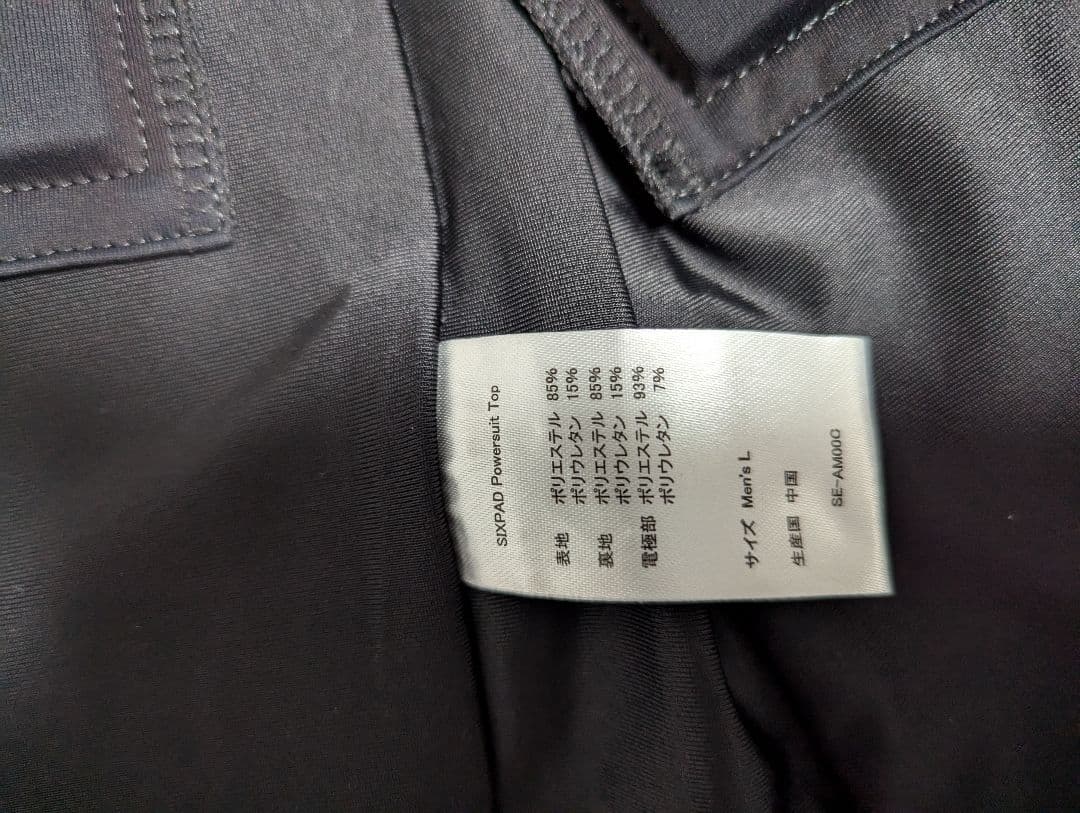 SIXPAD Powersuit Top
表地 ポリエステル 85%
ポリウレタン 15%
裏地 ポリエステル 85%
ポリウレタン 15%
電極部 ポリエステル 93%
ポリウレタン 7%
サイズ Men's L
生産国 中国
SE-AM00C